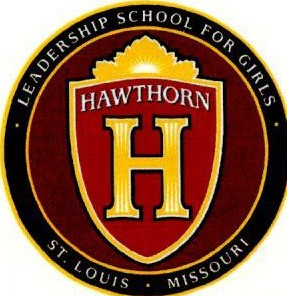 LEADERSHIP SCHOOL FOR GIRLS
HAWTHORN
H
ST. LOUIS · MISSOURI